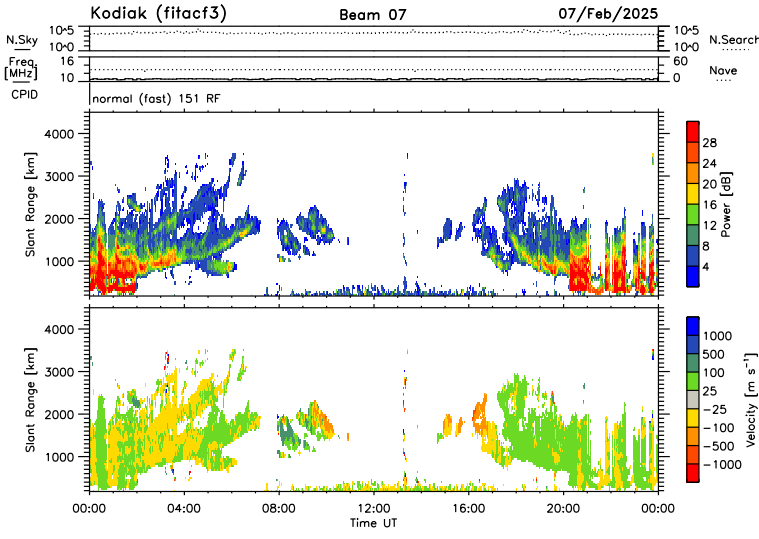 Kodiak (fitacf3) Beam 07 07/Feb/2025
N.Sky 10^5 10^0 10^5 10^0 N.Search
Freq. [MHz] 16 10 60 0 Nave
CPID normal (fast) 151 RF
Slant Range [km] 4000 3000 2000 1000
28 24 20 16 12 8 4 Power [dB]
Slant Range [km] 4000 3000 2000 1000
1000 500 100 25 -25 -100 -500 -1000 Velocity [m s⁻¹]
00:00 04:00 08:00 12:00 16:00 20:00 00:00
Time UT